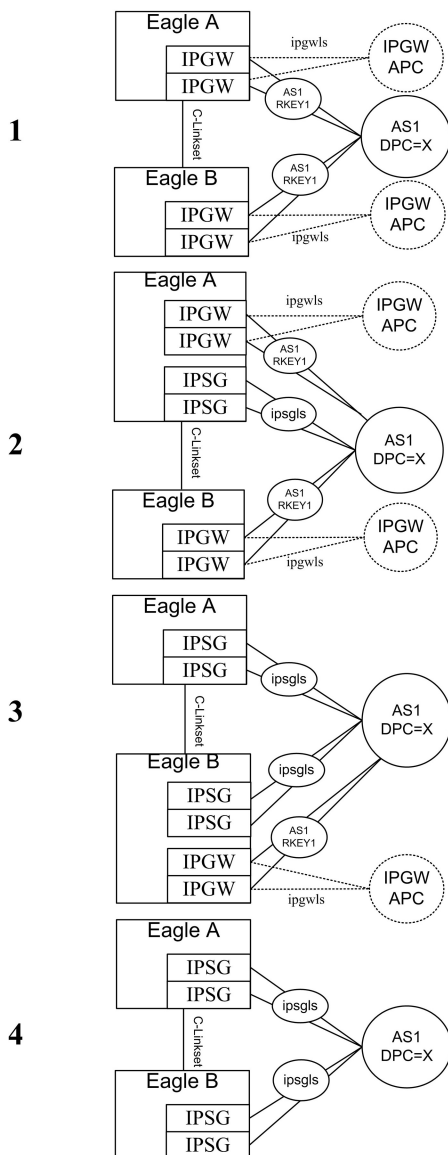 1
Eagle A
IPGW
IPGW
ipgwls
IPGW
APC
AS1
RKEY1
C-Linkset
AS1
DPC=X
AS1
RKEY1
Eagle B
IPGW
IPGW
ipgwls
IPGW
APC
2
Eagle A
IPGW
IPGW
ipgwls
IPGW
APC
AS1
RKEY1
IPSG
IPSG
ipsgls
C-Linkset
AS1
DPC=X
AS1
RKEY1
Eagle B
IPGW
IPGW
ipgwls
IPGW
APC
3
Eagle A
IPSG
IPSG
ipsgls
C-Linkset
AS1
DPC=X
Eagle B
IPSG
IPSG
ipsgls
AS1
RKEY1
IPGW
IPGW
ipgwls
IPGW
APC
4
Eagle A
IPSG
IPSG
ipsgls
C-Linkset
AS1
DPC=X
Eagle B
IPSG
IPSG
ipsgls